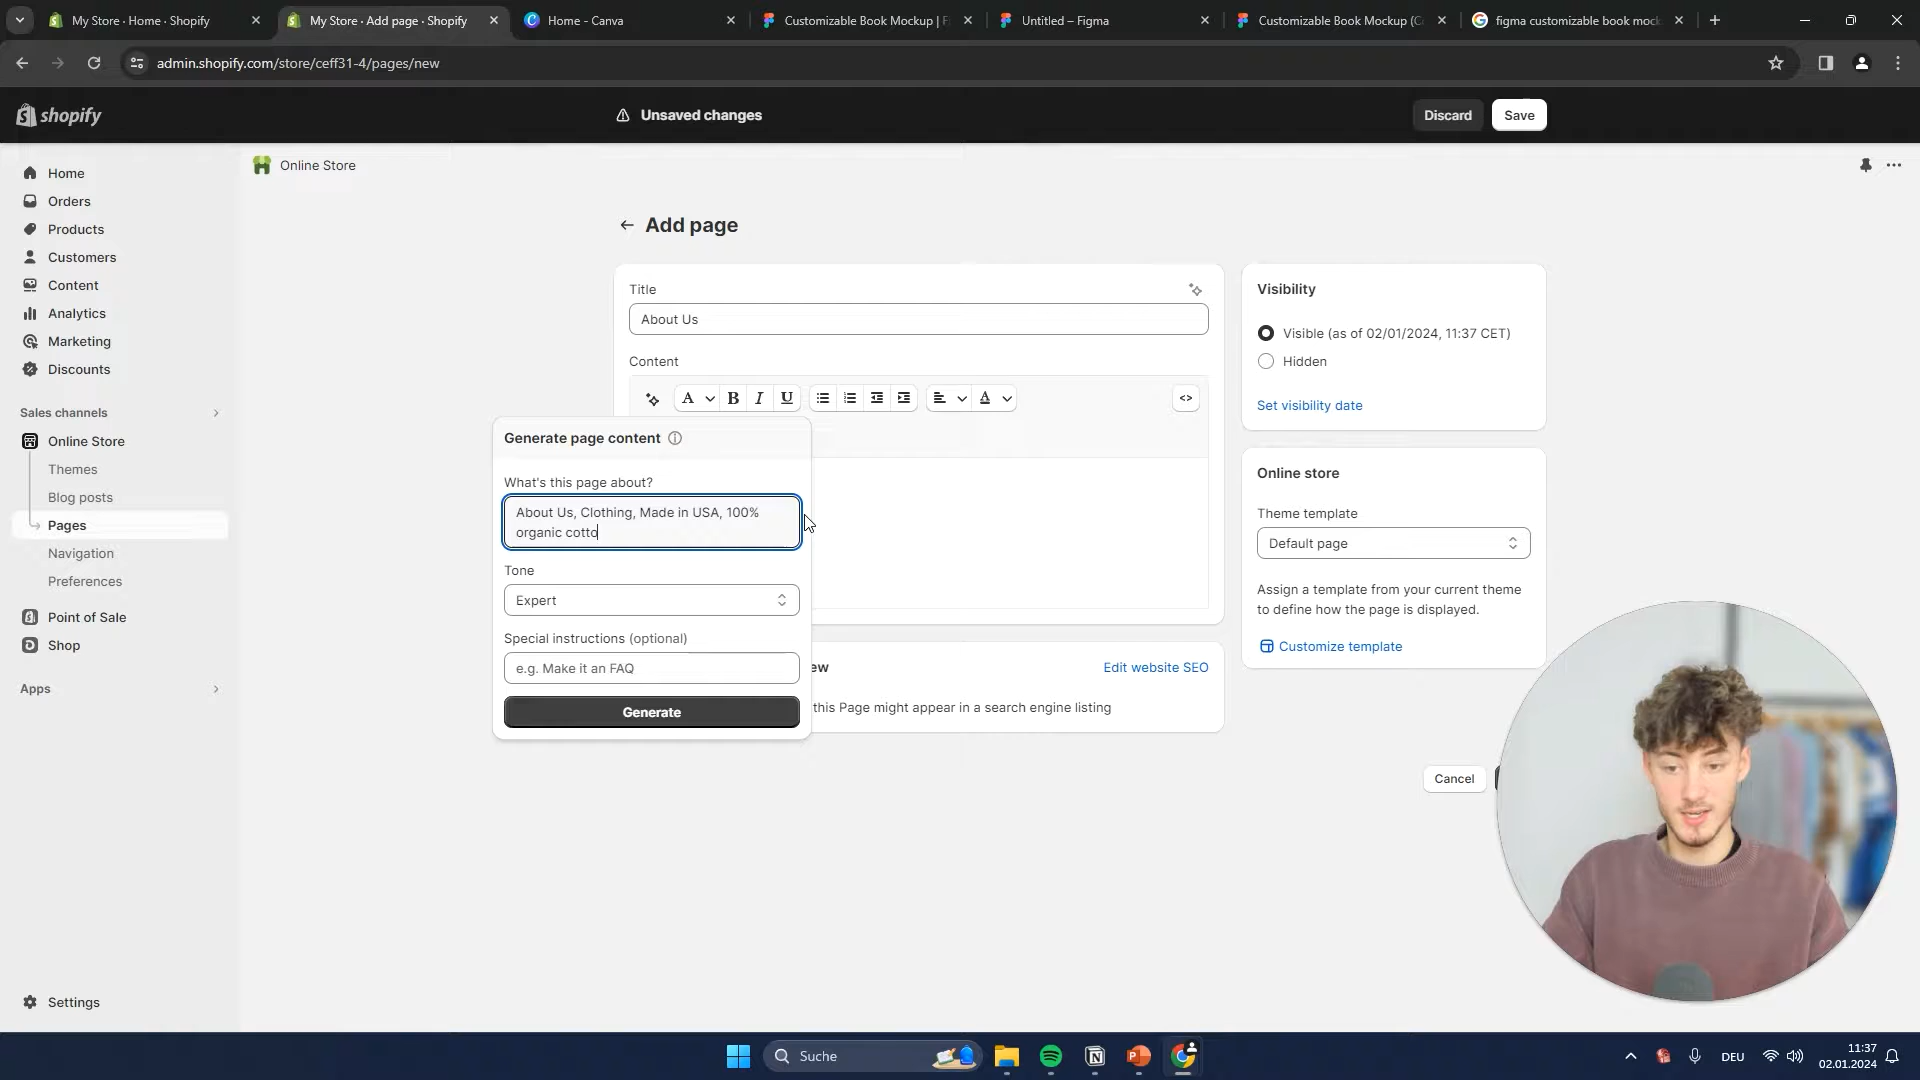 My Store · Home · Shopify
My Store · Add page · Shopify
Home - Canva
Customizable Book Mockup | F
Untitled – Figma
Customizable Book Mockup (C
figma customizable book mock
admin.shopify.com/store/ceff31-4/pages/new
shopify
Unsaved changes
Discard
Save
Home
Orders
Products
Customers
Content
Analytics
Marketing
Discounts
Sales channels
Online Store
Themes
Blog posts
Pages
Navigation
Preferences
Point of Sale
Shop
Apps
Settings
Online Store
Add page
Title
About Us
Content
A
B
I
U
A
<>
Generate page content
What's this page about?
About Us, Clothing, Made in USA, 100%
organic cotto
Tone
Expert
Special instructions (optional)
e.g. Make it an FAQ
Generate
ew
Edit website SEO
this Page might appear in a search engine listing
Visibility
Visible (as of 02/01/2024, 11:37 CET)
Hidden
Set visibility date
Online store
Theme template
Default page
Assign a template from your current theme
to define how the page is displayed.
Customize template
Cancel
Suche
DEU
11:37
02.01.2024